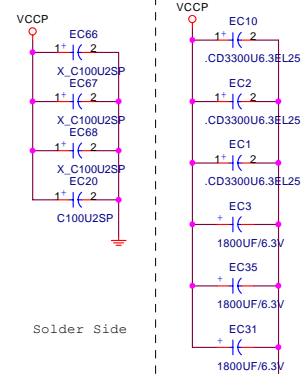 VCCP
EC66
1 + 2
X_C100U2SP
EC67
1 + 2
X_C100U2SP
EC68
1 + 2
X_C100U2SP
EC20
1 + 2
C100U2SP
Solder Side
VCCP
EC10
1 + 2
.CD3300U6.3EL25
EC2
1 + 2
.CD3300U6.3EL25
EC1
1 + 2
.CD3300U6.3EL25
EC3
+
1800UF/6.3V
EC35
+
1800UF/6.3V
EC31
+
1800UF/6.3V